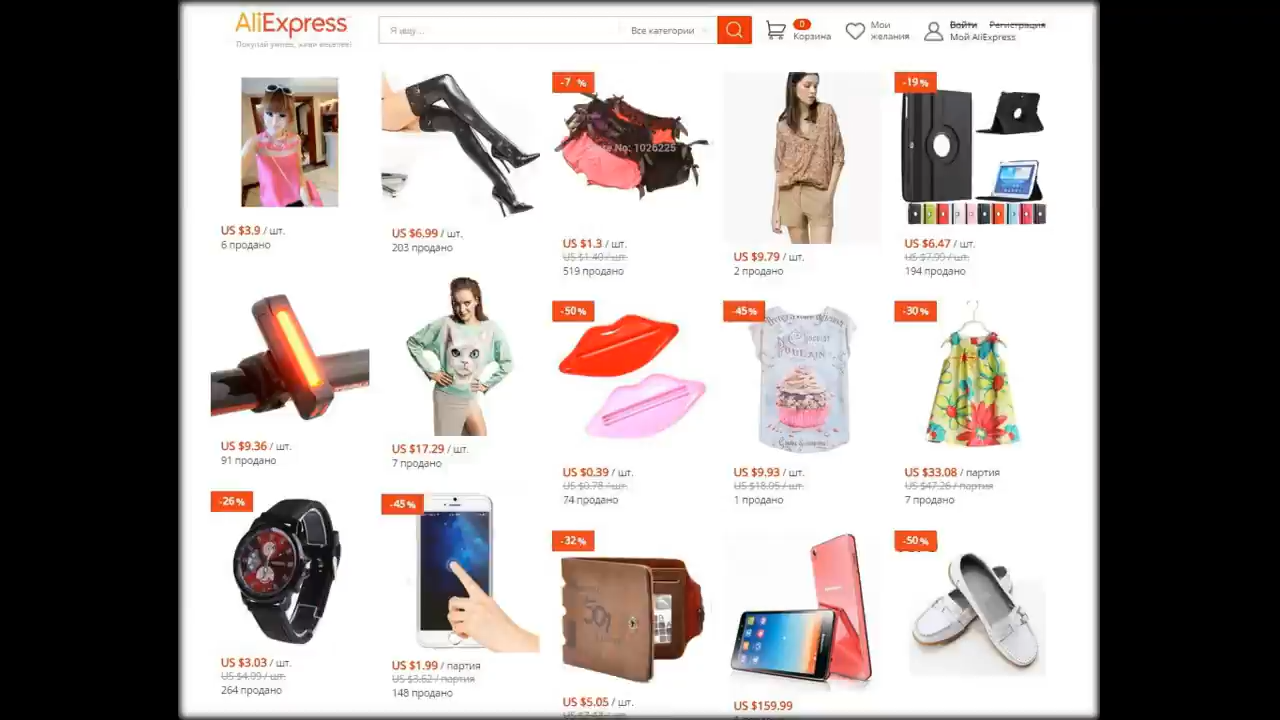 AliExpress
Покупай умнее, живи веселее!
Я ищу...
Все категории
0
Корзина
Мои
желания
Войти Регистрация
Мой AliExpress
US $3.9 / шт.
6 продано
US $6.99 / шт.
203 продано
-7 %
No: 1026225
US $1.3 / шт.
US $1.40 / шт.
519 продано
US $9.79 / шт.
2 продано
-19 %
US $6.47 / шт.
US $7.99 / шт.
194 продано
US $9.36 / шт.
91 продано
US $17.29 / шт.
7 продано
-50 %
US $0.39 / шт.
US $0.78 / шт.
74 продано
-45 %
US $9.93 / шт.
US $18.05 / шт.
1 продано
-30 %
US $33.08 / партия
US $47.26 / партия
7 продано
-26 %
US $3.03 / шт.
US $4.99 / шт.
264 продано
-45 %
US $1.99 / партия
US $3.62 / партия
148 продано
-32 %
501
US $5.05 / шт.
US $159.99
-50 %